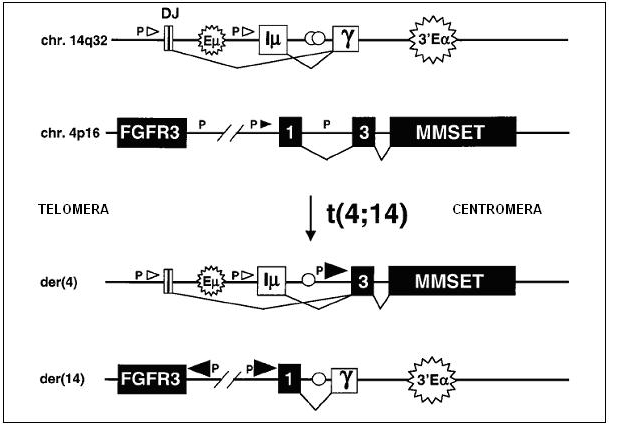 DJ
chr. 14q32 P Eμ P Iμ γ 3'Eα
chr. 4p16 FGFR3 P P 1 P 3 MMSET
TELOMERA t(4;14) CENTROMERA
der(4) P Eμ P Iμ P 3 MMSET
der(14) FGFR3 P P 1 γ 3'Eα